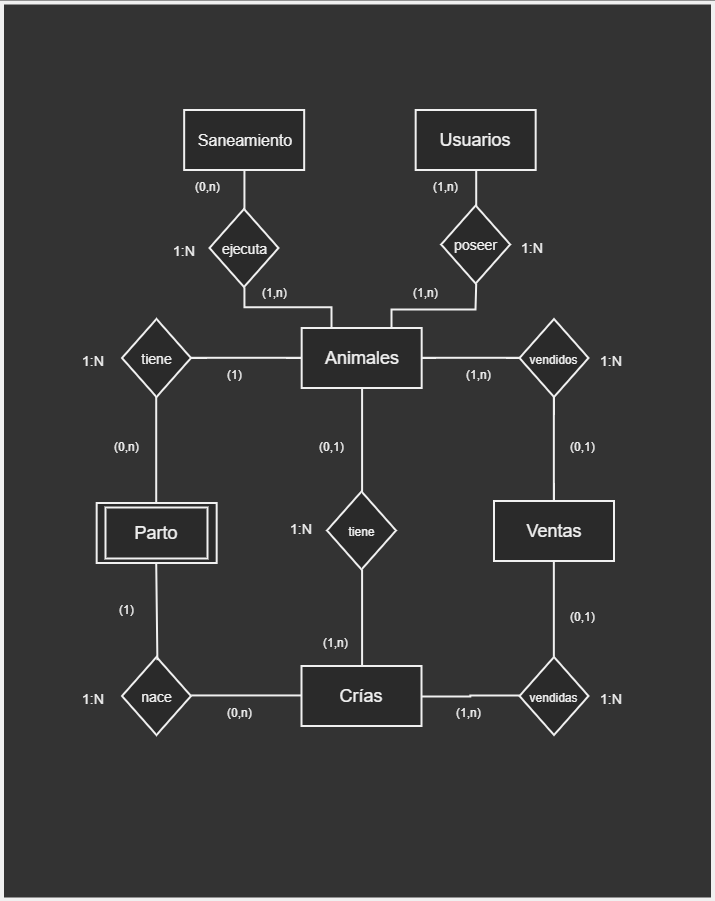 Saneamiento
Usuarios
(0,n)
(1,n)
1:N
ejecuta
poseer
1:N
(1,n)
(1,n)
1:N
tiene
(1)
Animales
(1,n)
vendidos
1:N
(0,n)
(0,1)
(0,1)
Parto
1:N
tiene
Ventas
(1)
(1,n)
(0,1)
1:N
nace
(0,n)
Crías
(1,n)
vendidas
1:N